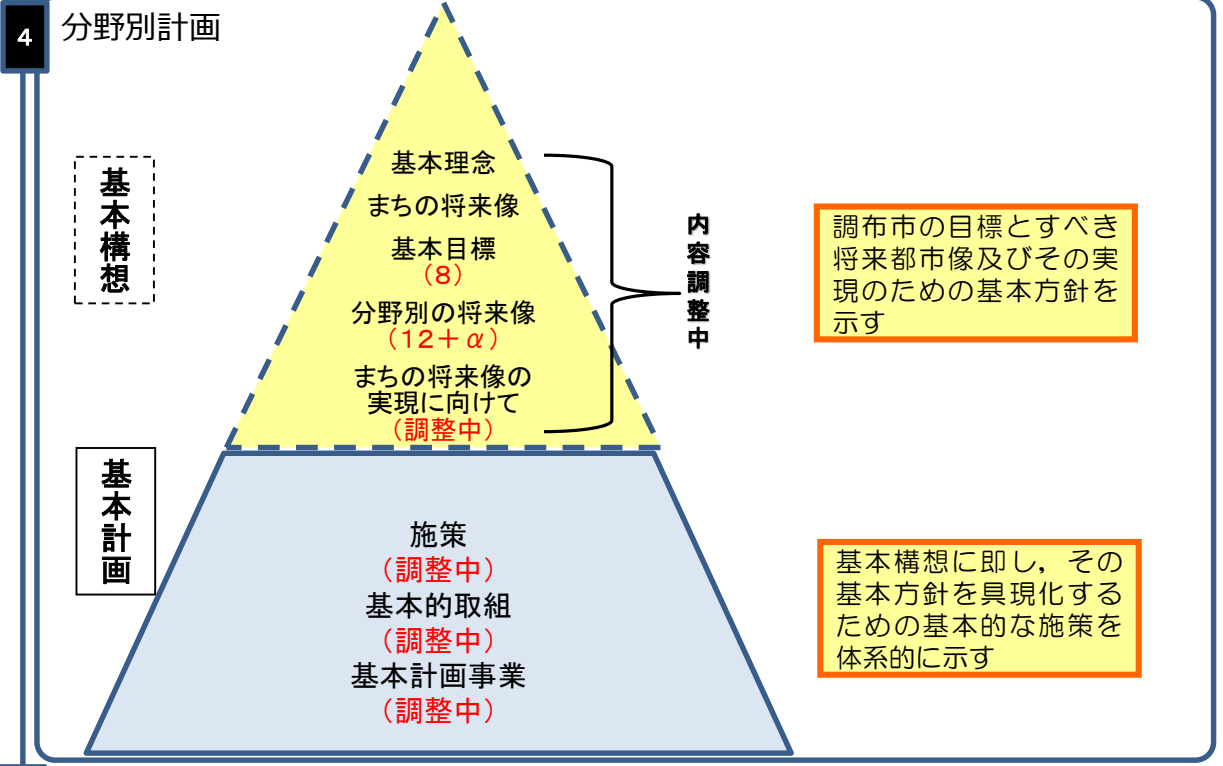 4
分野別計画
基本構想
基本理念
まちの将来像
基本目標
（8）
分野別の将来像
（12＋α）
まちの将来像の
実現に向けて
（調整中）
内容調整中
調布市の目標とすべき
将来都市像及びその実
現のための基本方針を
示す
基本計画
施策
（調整中）
基本的取組
（調整中）
基本計画事業
（調整中）
基本構想に即し，その
基本方針を具現化する
ための基本的な施策を
体系的に示す